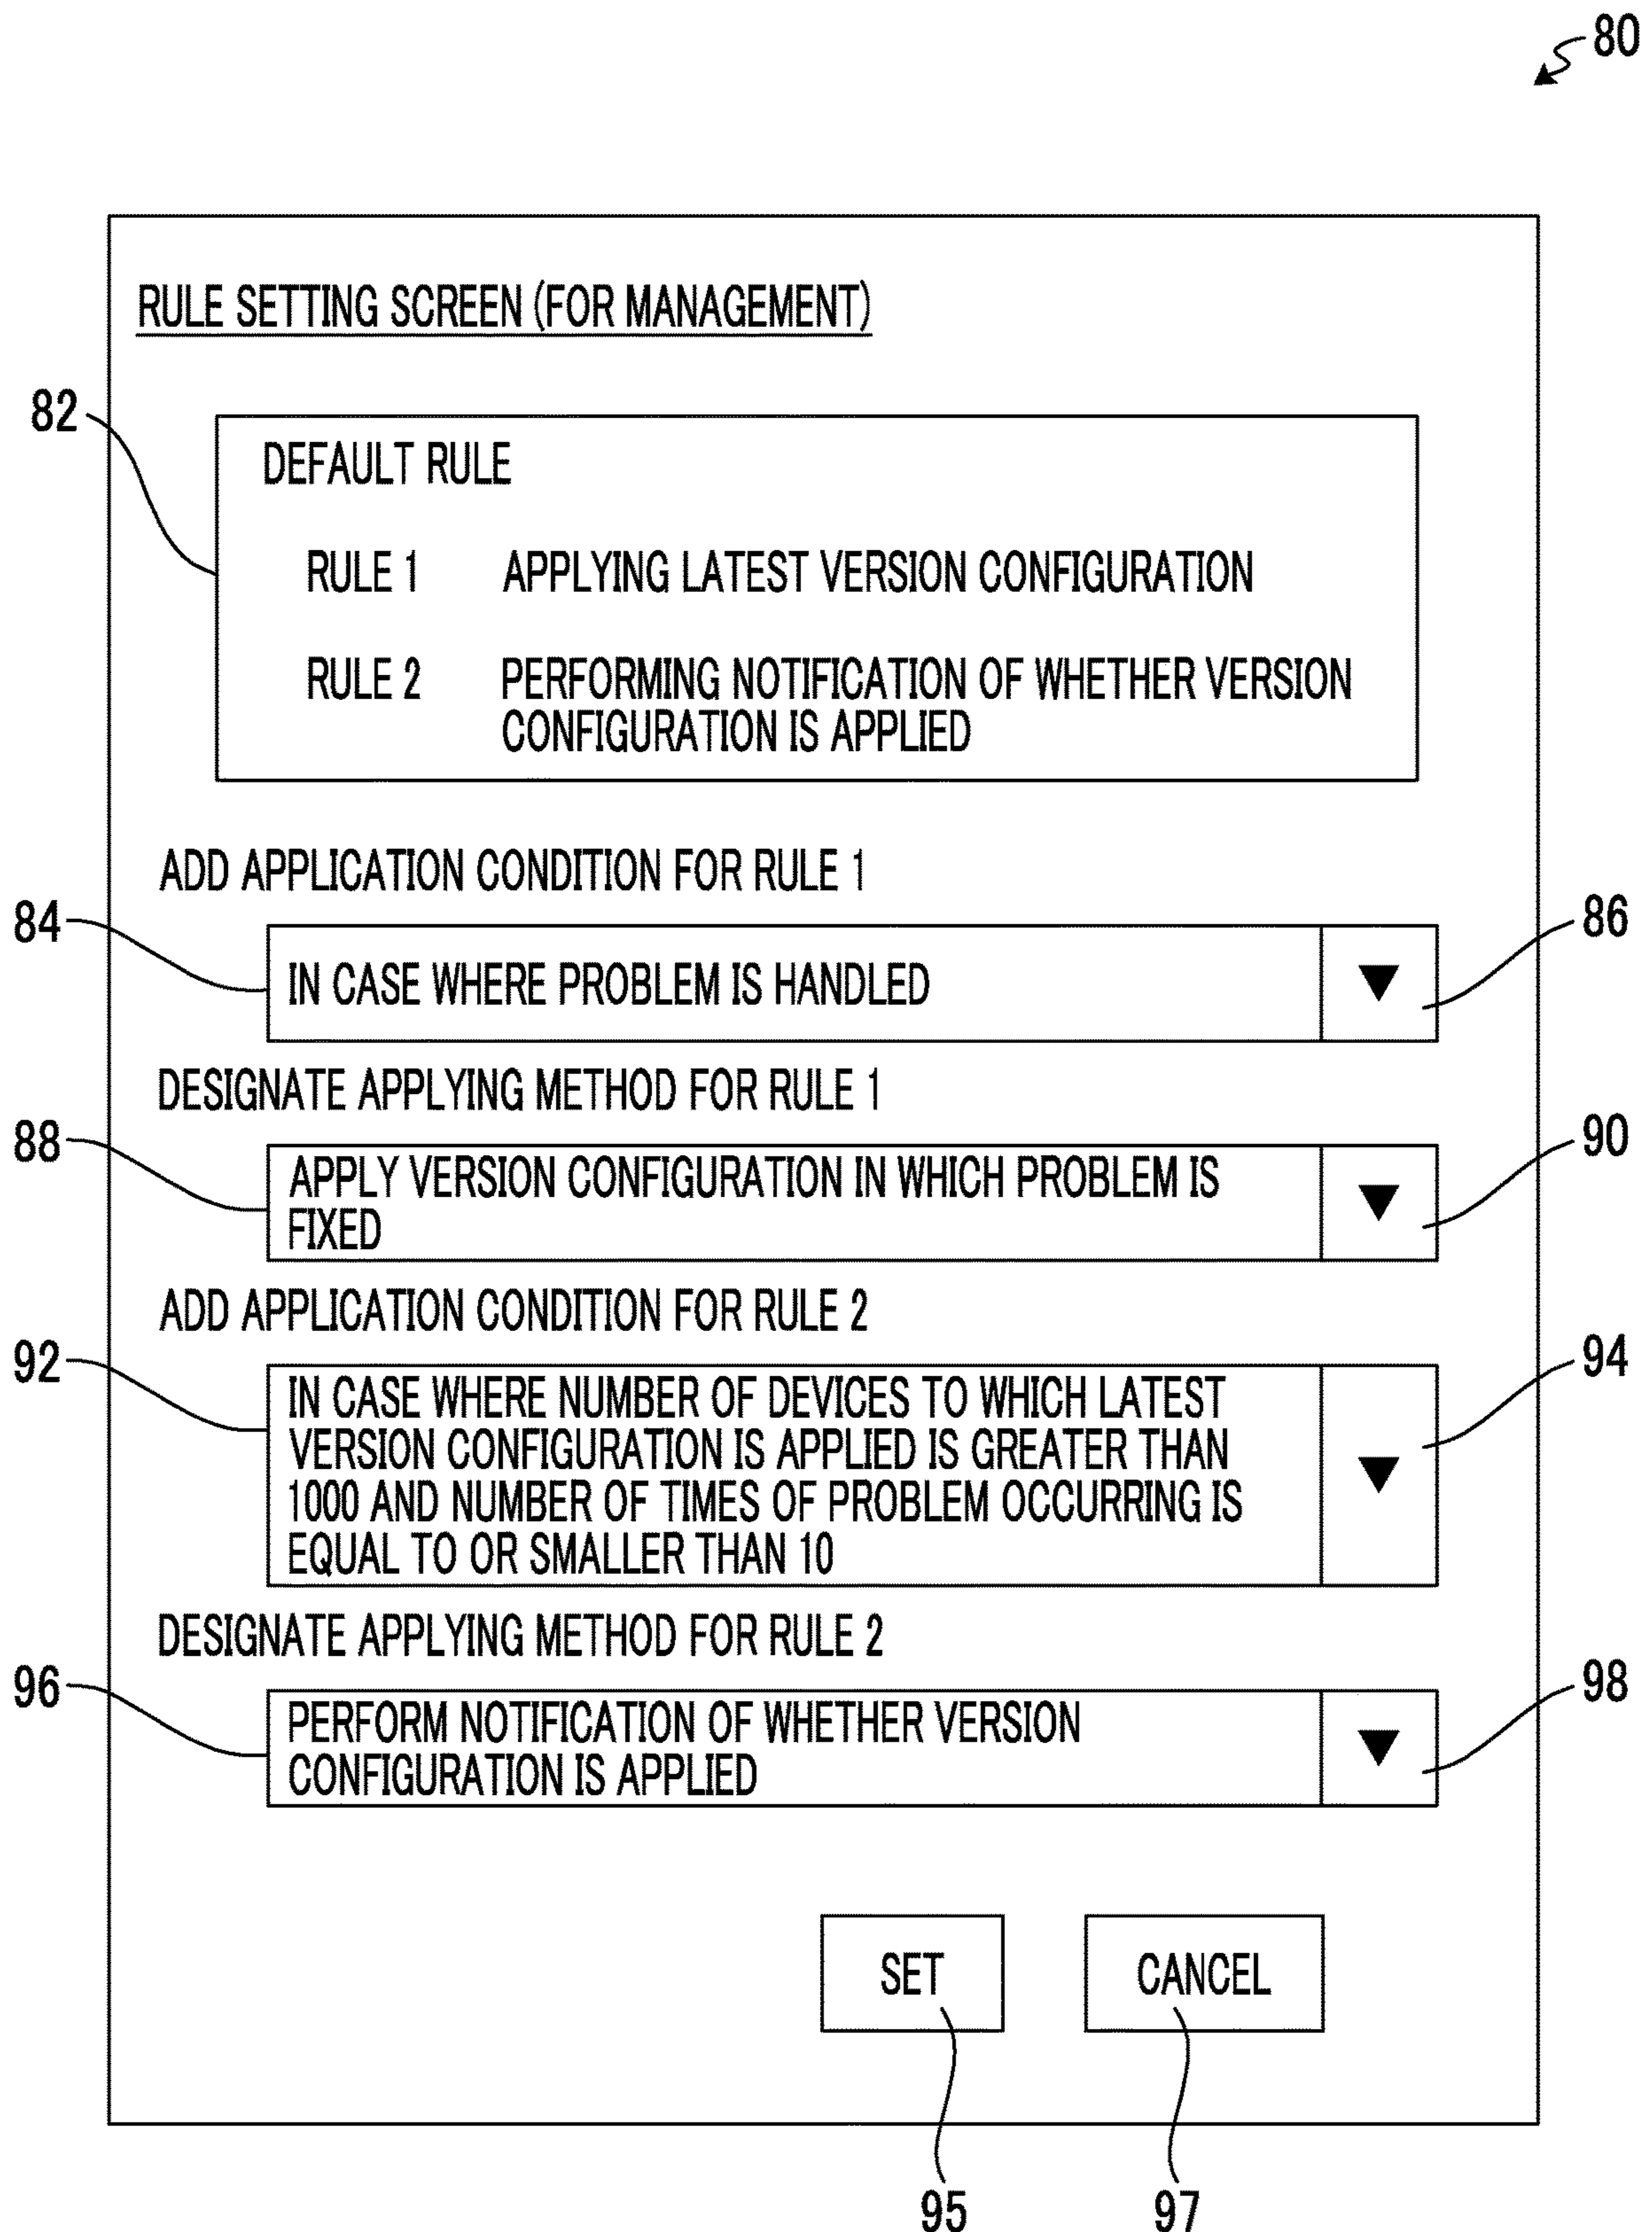 80
RULE SETTING SCREEN (FOR MANAGEMENT)
82
DEFAULT RULE
RULE 1 APPLYING LATEST VERSION CONFIGURATION
RULE 2 PERFORMING NOTIFICATION OF WHETHER VERSION
CONFIGURATION IS APPLIED
ADD APPLICATION CONDITION FOR RULE 1
84
IN CASE WHERE PROBLEM IS HANDLED
▼
86
DESIGNATE APPLYING METHOD FOR RULE 1
88
APPLY VERSION CONFIGURATION IN WHICH PROBLEM IS
FIXED
▼
90
ADD APPLICATION CONDITION FOR RULE 2
92
IN CASE WHERE NUMBER OF DEVICES TO WHICH LATEST
VERSION CONFIGURATION IS APPLIED IS GREATER THAN
1000 AND NUMBER OF TIMES OF PROBLEM OCCURRING IS
EQUAL TO OR SMALLER THAN 10
▼
94
DESIGNATE APPLYING METHOD FOR RULE 2
96
PERFORM NOTIFICATION OF WHETHER VERSION
CONFIGURATION IS APPLIED
▼
98
SET
CANCEL
95
97